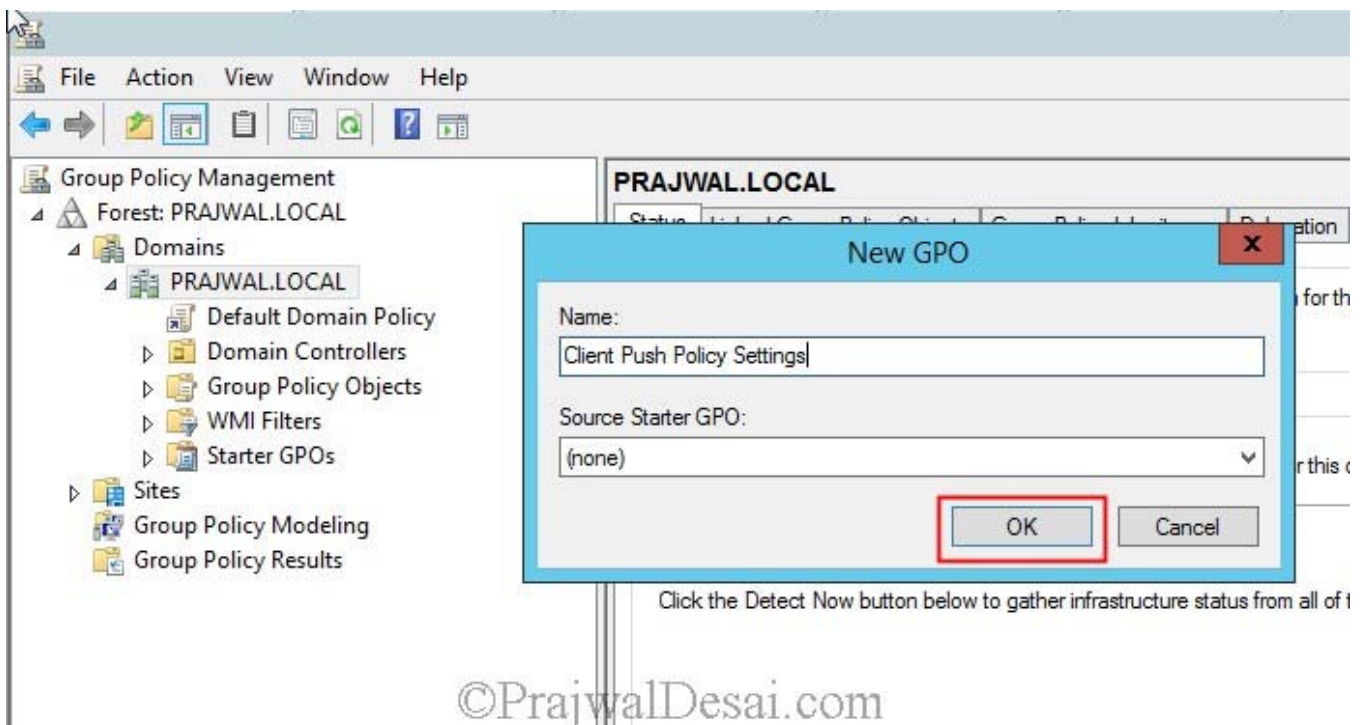 File Action View Window Help
Group Policy Management
Forest: PRAJWAL.LOCAL
Domains
PRAJWAL.LOCAL
Default Domain Policy
Domain Controllers
Group Policy Objects
WMI Filters
Starter GPOs
Sites
Group Policy Modeling
Group Policy Results
PRAJWAL.LOCAL
Status
New GPO
x
Name:
Client Push Policy Settings
Source Starter GPO:
(none)
OK Cancel
for th
r this
Click the Detect Now button below to gather infrastructure status from all of
©PrajwalDesai.com